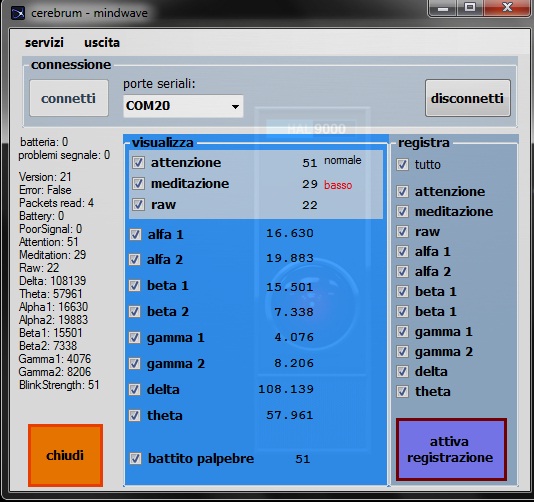 cerebrum - mindwave
servizi uscita
connessione
connetti
porte seriali:
COM20
disconnetti
batteria: 0
problemi segnale: 0
Version: 21
Error: False
Packets read: 4
Battery: 0
PoorSignal: 0
Attention: 51
Meditation: 29
Raw: 22
Delta: 108139
Theta: 57961
Alpha1: 16630
Alpha2: 19883
Beta1: 15501
Beta2: 7338
Gamma1: 4076
Gamma2: 8206
BlinkStrength: 51
chiudi
HAL 9000
visualizza
attenzione 51 normale
meditazione 29 basso
raw 22
alfa 1 16.630
alfa 2 19.883
beta 1 15.501
beta 2 7.338
gamma 1 4.076
gamma 2 8.206
delta 108.139
theta 57.961
battito palpebre 51
registra
tutto
attenzione
meditazione
raw
alfa 1
alfa 2
beta 1
beta 1
gamma 1
gamma 2
delta
theta
attiva
registrazione